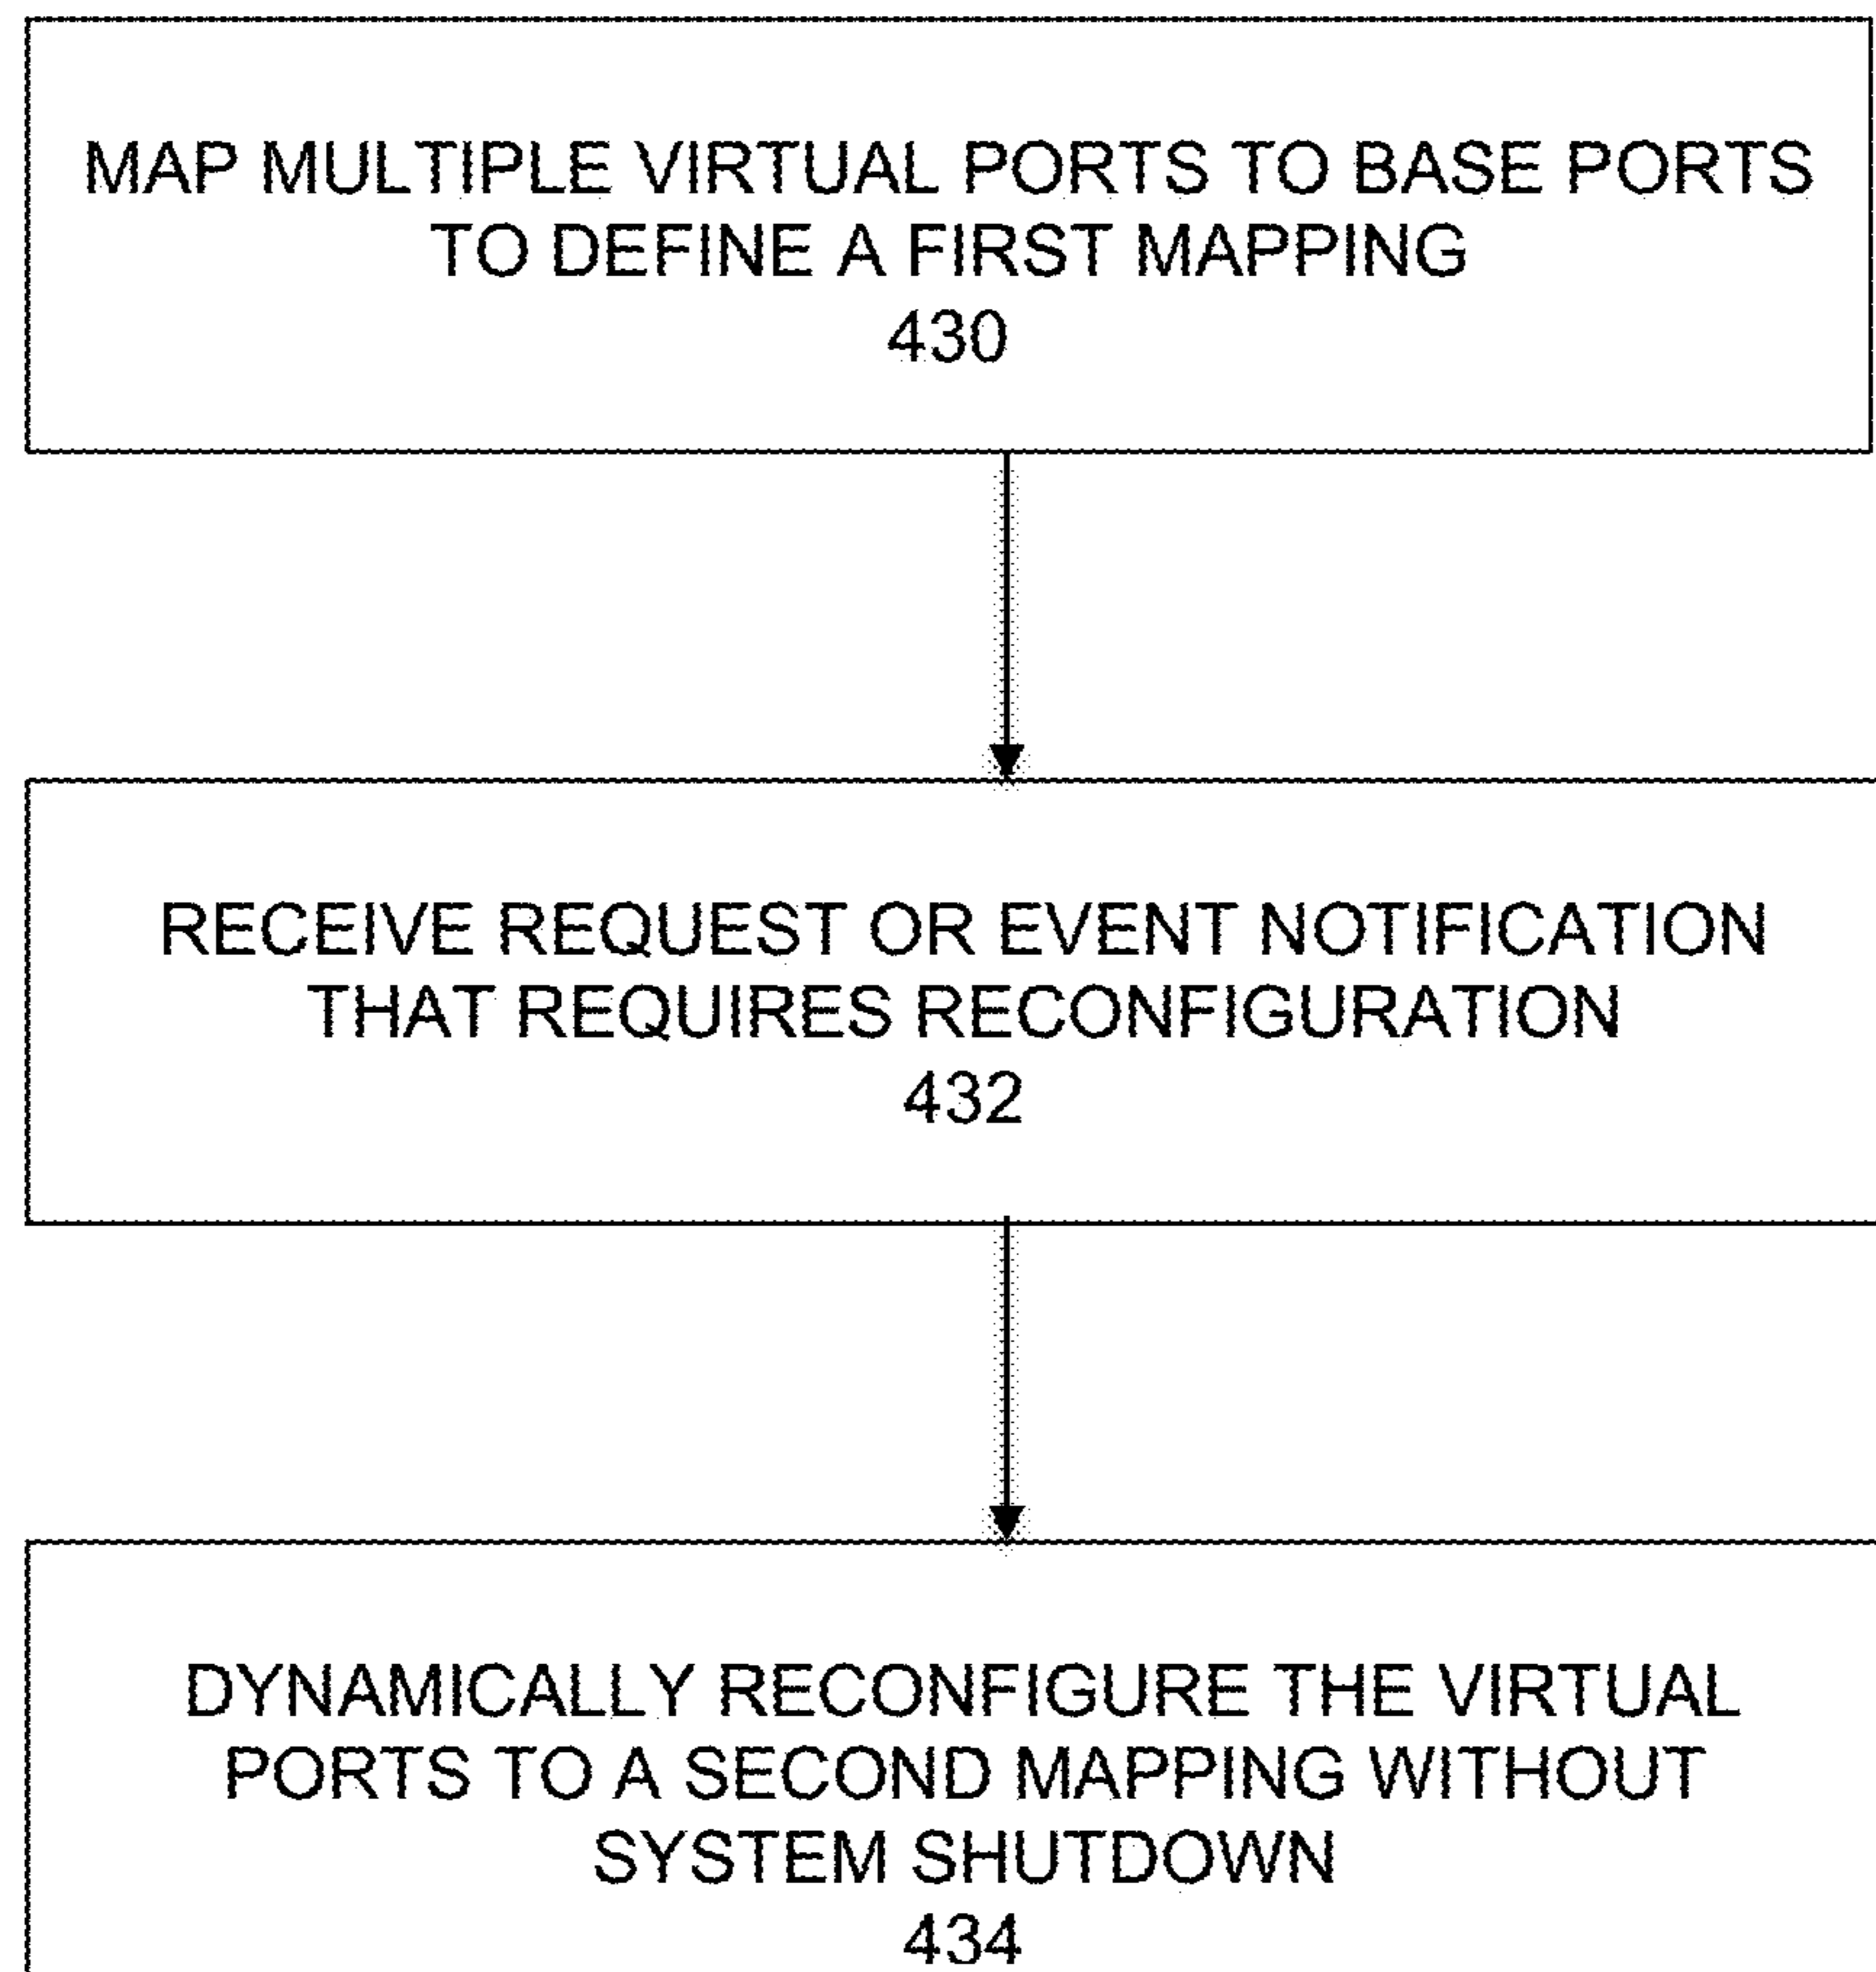 MAP MULTIPLE VIRTUAL PORTS TO BASE PORTS
TO DEFINE A FIRST MAPPING
430
RECEIVE REQUEST OR EVENT NOTIFICATION
THAT REQUIRES RECONFIGURATION
432
DYNAMICALLY RECONFIGURE THE VIRTUAL
PORTS TO A SECOND MAPPING WITHOUT
SYSTEM SHUTDOWN
434